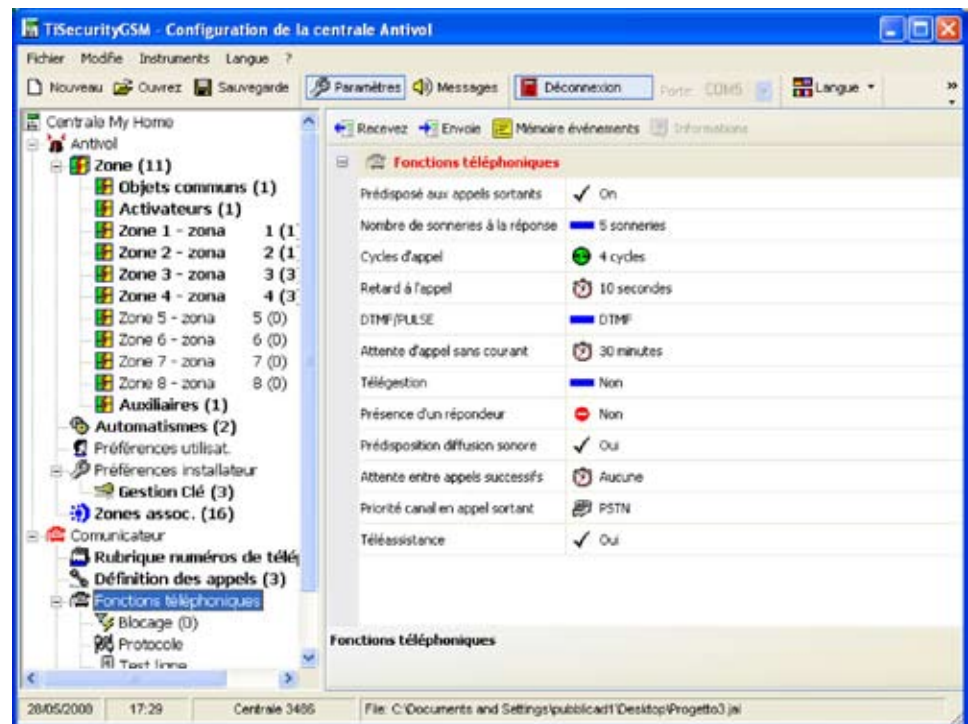 TiSecurityGSM - Configuration de la centrale Antivol
Fichier Modifie Instruments Langue ?
Nouveau Ouvrez Sauvegarde Paramètres Messages Déconnexion Porte: COM5 Langue »
Centrale My Home
Antivol
Zone (11)
Objets communs (1)
Activateurs (1)
Zone 1 - zona 1 (1
Zone 2 - zona 2 (1
Zone 3 - zona 3 (3
Zone 4 - zona 4 (3
Zone 5 - zona 5 (0)
Zone 6 - zona 6 (0)
Zone 7 - zona 7 (0)
Zone 8 - zona 8 (0)
Auxiliaires (1)
Automatismes (2)
Préférences utilisat.
Préférences installateur
Gestion Clé (3)
Zones assoc. (16)
Comunicateur
Rubrique numéros de télé
Définition des appels (3)
Fonctions téléphoniques
Blocage (0)
Protocole
Test ligne
Recevez Envoie Mémoire événements Informations
Fonctions téléphoniques
Prédisposé aux appels sortants On
Nombre de sonneries à la réponse 5 sonneries
Cycles d'appel 4 cycles
Retard à l'appel 10 secondes
DTMF/PULSE DTMF
Attente d'appel sans courant 30 minutes
Télégestion Non
Présence d'un répondeur Non
Prédisposition diffusion sonore Oui
Attente entre appels successifs Aucune
Priorité canal en appel sortant PSTN
Téléassistance Oui
Fonctions téléphoniques
28/05/2008 17:29 Centrale 3486 File: C:\Documents and Settings\pubblicad1\Desktop\Progetto3.jsl